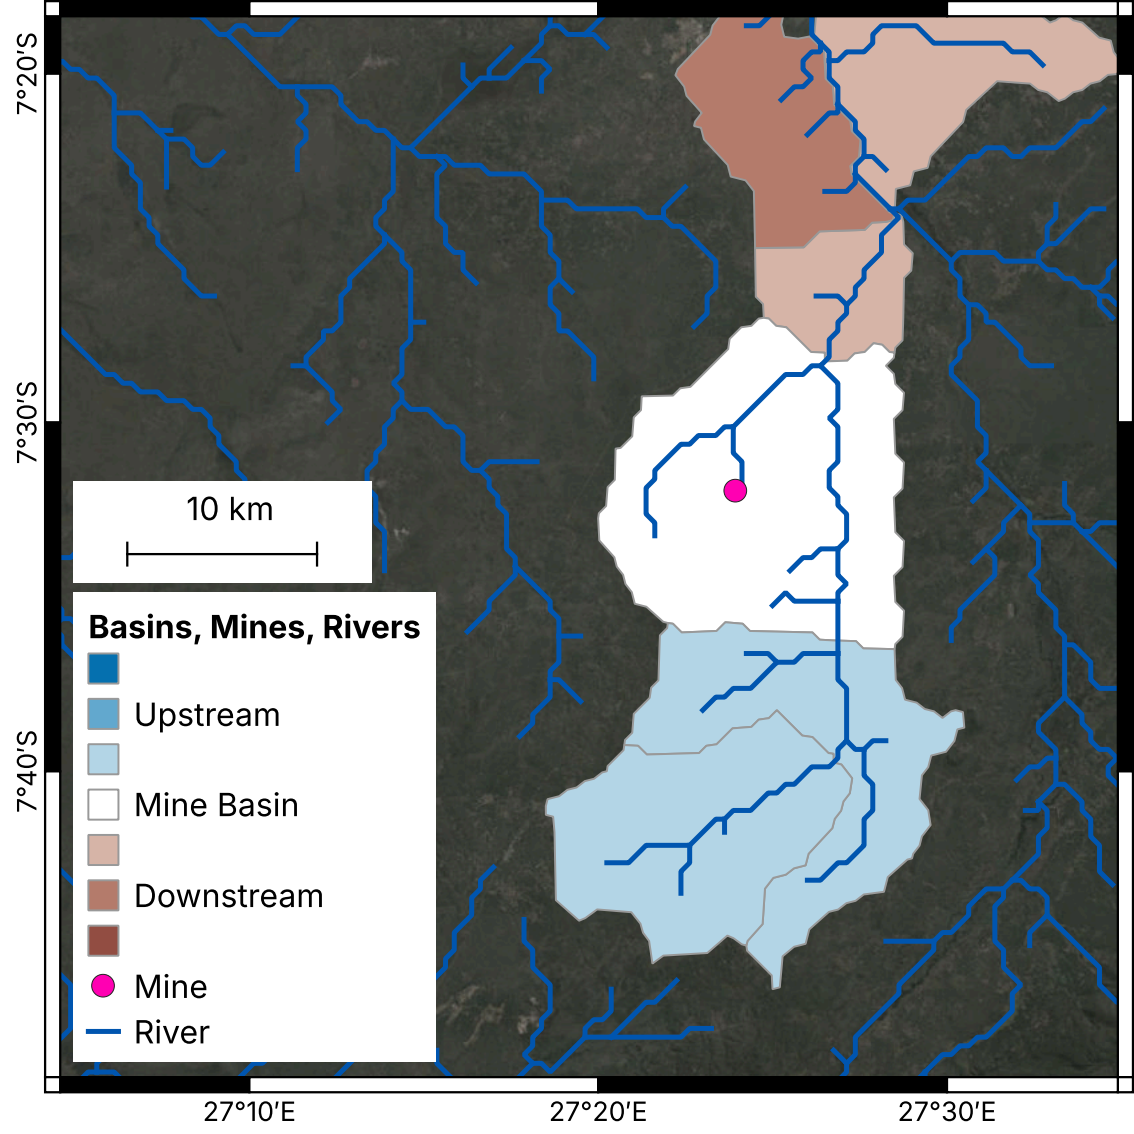 7°20'S
7°30'S
7°40'S
10 km
Basins, Mines, Rivers
Upstream
Mine Basin
Downstream
Mine
River
27°10'E
27°20'E
27°30'E